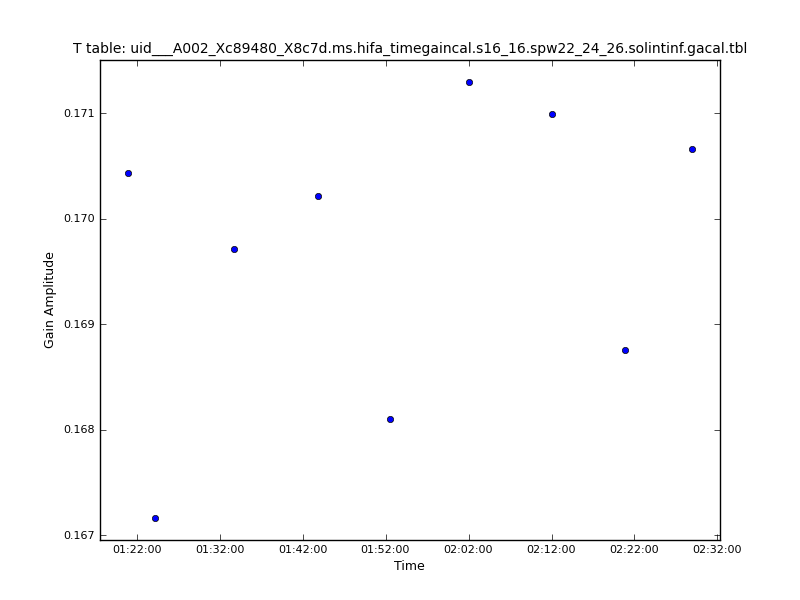 T table: uid___A002_Xc89480_X8c7d.ms.hifa_timegaincal.s16_16.spw22_24_26.solintinf.gacal.tbl
Gain Amplitude
0.171
0.170
0.169
0.168
0.167
01:22:00 01:32:00 01:42:00 01:52:00 02:02:00 02:12:00 02:22:00 02:32:00
Time